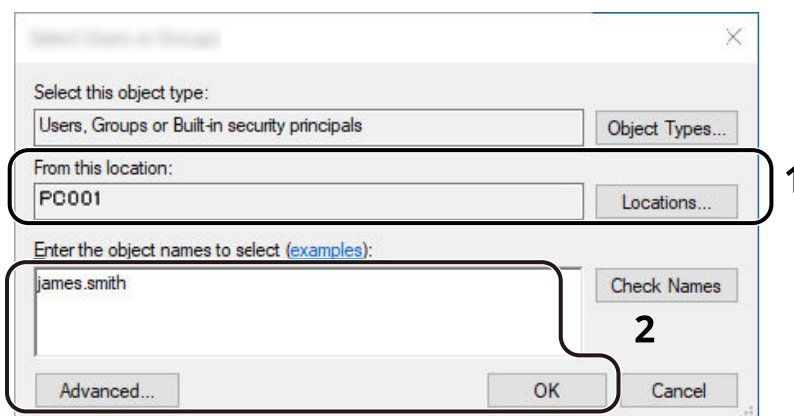 Select this object type:
Users, Groups or Built-in security principals
Object Types...
From this location:
PC001
Locations...
1
Enter the object names to select (examples):
james.smith
Check Names
2
Advanced...
OK
Cancel